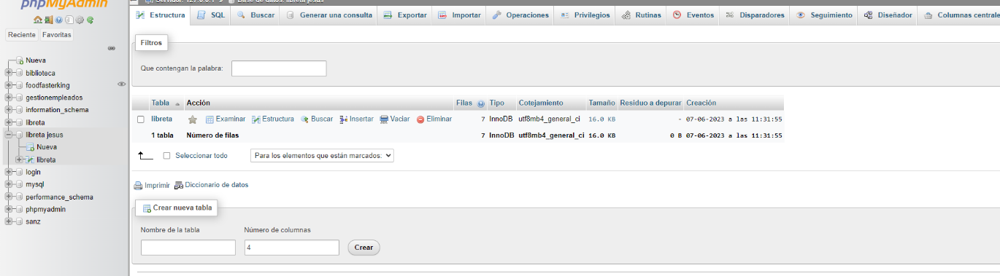 phpMyAdmin
Reciente Favoritas
Nueva
biblioteca
foodfasterking
gestionempleados
information_schema
libreta
libreta jesus
Nueva
libreta
login
mysql
performance_schema
phpmyadmin
sanz
Servidor: 127.0.0.1 » Base de datos: libreta jesus
Estructura SQL Buscar Generar una consulta Exportar Importar Operaciones Privilegios Rutinas Eventos Disparadores Seguimiento Diseñador Columnas centrale
Filtros
Que contengan la palabra:
Tabla Acción Filas Tipo Cotejamiento Tamaño Residuo a depurar Creación
libreta Examinar Estructura Buscar Insertar Vaciar Eliminar 7 InnoDB utf8mb4_general_ci 16.0 KB - 07-06-2023 a las 11:31:55
1 tabla Número de filas 7 InnoDB utf8mb4_general_ci 16.0 KB 0 B 07-06-2023 a las 11:31:55
Seleccionar todo Para los elementos que están marcados:
Imprimir Diccionario de datos
Crear nueva tabla
Nombre de la tabla Número de columnas
4 Crear